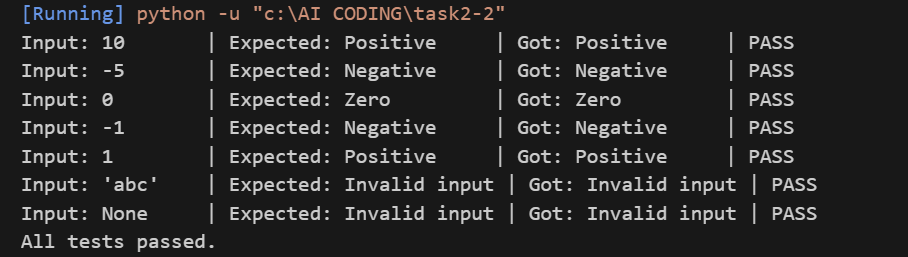 [Running] python -u "c:\AI CODING\task2-2"
Input: 10       | Expected: Positive     | Got: Positive     | PASS
Input: -5       | Expected: Negative     | Got: Negative     | PASS
Input: 0        | Expected: Zero         | Got: Zero         | PASS
Input: -1       | Expected: Negative     | Got: Negative     | PASS
Input: 1        | Expected: Positive     | Got: Positive     | PASS
Input: 'abc'    | Expected: Invalid input | Got: Invalid input | PASS
Input: None     | Expected: Invalid input | Got: Invalid input | PASS
All tests passed.